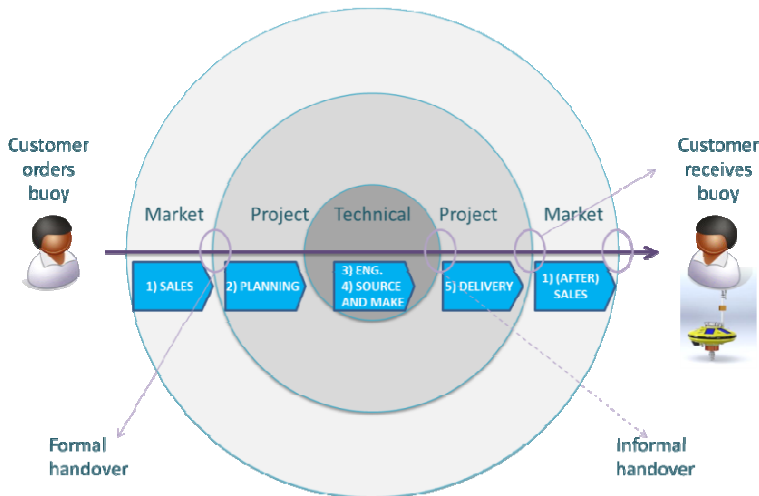 Customer
orders
buoy
Customer
receives
buoy
Market
Project
Technical
Project
Market
1) SALES
2) PLANNING
3) ENG.
4) SOURCE
AND MAKE
5) DELIVERY
1) (AFTER)
SALES
Formal
handover
Informal
handover